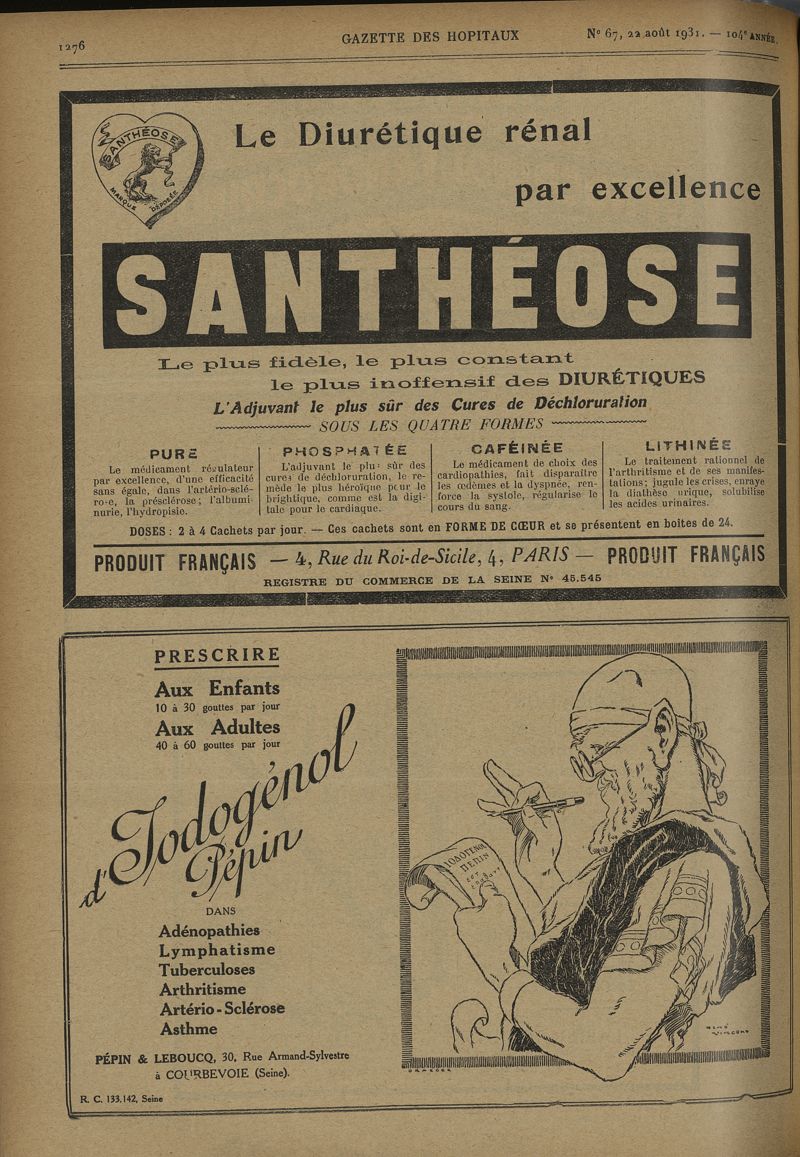 1276
GAZETTE DES HOPITAUX
N° 67, 22 août 1931. — 104e ANNÉE.
SANTHÉOSE
MARQUE DÉPOSÉE
Le Diurétique rénal
par excellence
SANTHÉOSE
Le plus fidèle, le plus constant
le plus inoffensif des DIURÉTIQUES
L'Adjuvant le plus sûr des Cures de Déchloruration
SOUS LES QUATRE FORMES
PURE
Le médicament régulateur
par excellence, d'une efficacité
sans égale, dans l'artério-sclé-
rose, la présclérose; l'albumi-
nurie, l'hydropisie.
PHOSPHATÉE
L'adjuvant le plus sûr des
cures de déchloruration, le re-
mède le plus héroïque pour le
brightique, comme est la digi-
tale pour le cardiaque.
CAFÉINÉE
Le médicament de choix des
cardiopathies, fait disparaître
les œdèmes et la dyspnée, ren-
force la systole, régularise le
cours du sang.
LITHINÉE
Le traitement rationnel de
l'arthritisme et de ses manifes-
tations; jugule les crises, enraye
la diathèse urique, solubilise
les acides urinaires.
DOSES : 2 à 4 Cachets par jour. — Ces cachets sont en FORME DE CŒUR et se présentent en boîtes de 24.
PRODUIT FRANÇAIS — 4, Rue du Roi-de-Sicile, 4, PARIS — PRODUIT FRANÇAIS
REGISTRE DU COMMERCE DE LA SEINE N° 45.545
PRESCRIRE
Aux Enfants
10 à 30 gouttes par jour
Aux Adultes
40 à 60 gouttes par jour
d'Iodogénol
Pépin
DANS
Adénopathies
Lymphatisme
Tuberculoses
Arthritisme
Artério-Sclérose
Asthme
PÉPIN & LEBOUCQ, 30, Rue Armand-Sylvestre
à COURBEVOIE (Seine).
R. C. 133.142, Seine
IODOGÉNOL
PÉPIN
RENÉ
VINCENT
DRAEGER